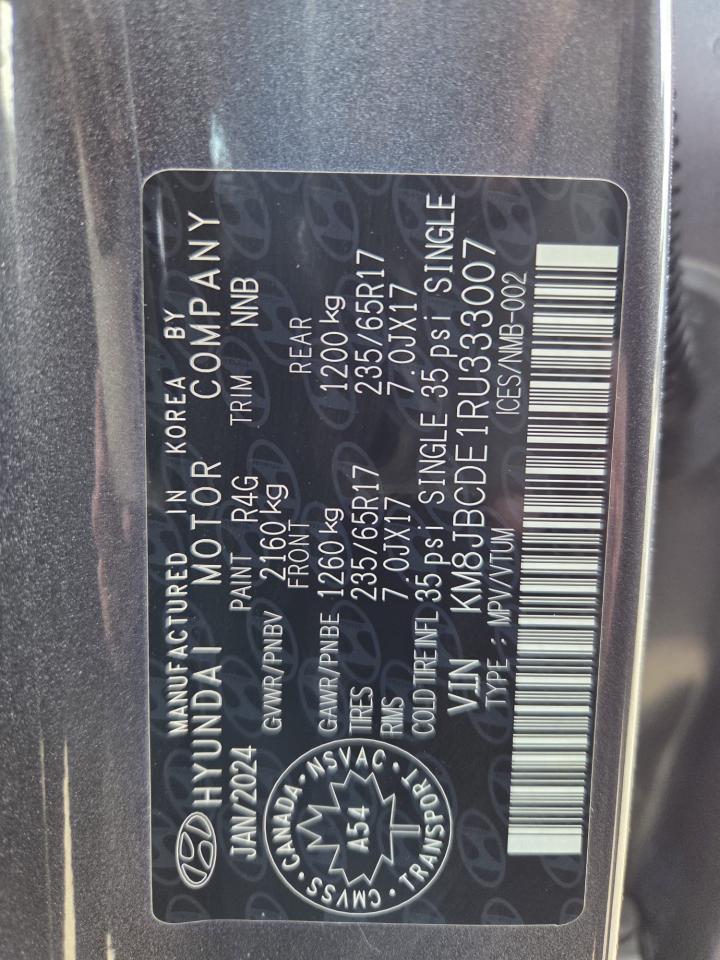 MANUFACTURED IN KOREA BY
HYUNDAI MOTOR COMPANY
JAN/2024 PAINT R4G TRIM NNB
GVWR/PNBV 2160 kg
FRONT REAR
GAWR/PNBE 1260 kg 1200 kg
TIRES 235/65R17 235/65R17
RIMS 7.0JX17 7.0JX17
COLD TIRE INFL 35 psi SINGLE 35 psi SINGLE
VIN KM8JBCDE1RU333007
TYPE : MPV/VTUM ICES/NMB-002
CMVSS · CANADA · NSVAC · TRANSPORT ·
A54